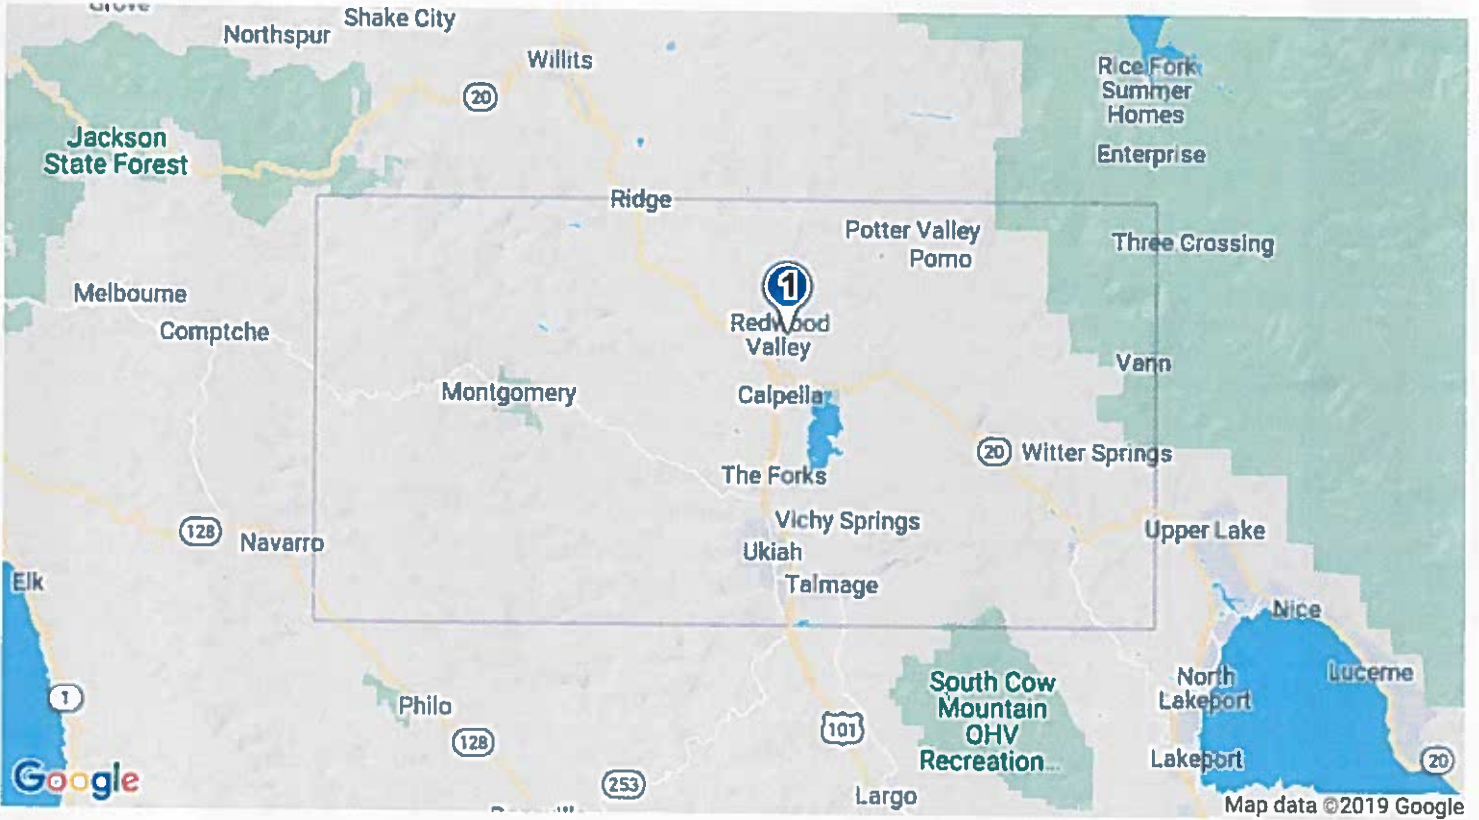 Shake City
Northspur
Willits
20
Rice Fork
Summer
Homes
Jackson
State Forest
Enterprise
Ridge
Potter Valley
Pomo
Three Crossing
1
Melbourne
Comptche
Redwood
Valley
Vann
Montgomery
Calpella
20
Witter Springs
The Forks
Vichy Springs
128
Navarro
Upper Lake
Ukiah
Talmage
Elk
Nice
South Cow
Mountain
OHV
Recreation...
North
Lakeport
Lucerne
1
Philo
128
101
Lakeport
20
Google
253
Largo
Map data ©2019 Google